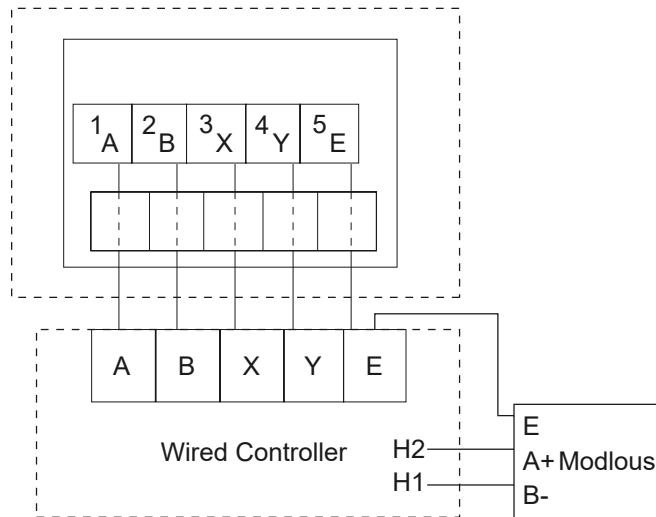 1A 2B 3X 4Y 5E
A B X Y E
Wired Controller
E
H2 A+ Modlous
H1 B-